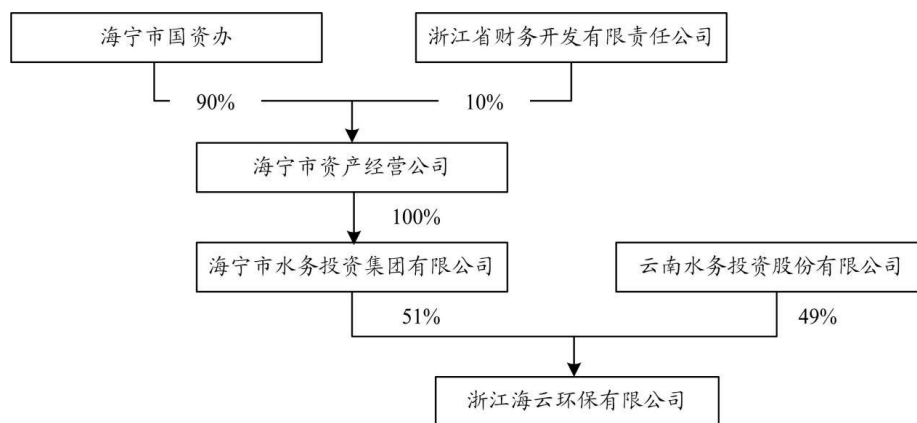 海宁市国资办
浙江省财务开发有限责任公司
90%
10%
海宁市资产经营公司
100%
海宁市水务投资集团有限公司
云南水务投资股份有限公司
51%
49%
浙江海云环保有限公司